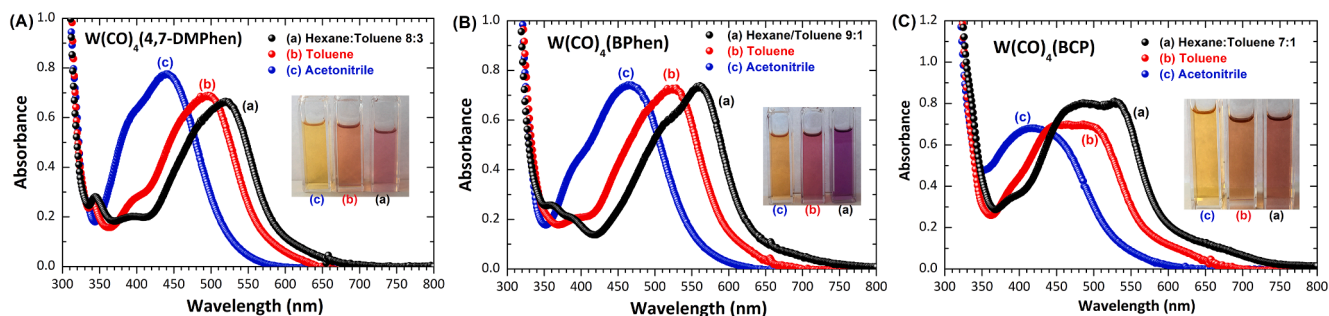 (A)
W(CO)4(4,7-DMPhen)
(a) Hexane:Toluene 8:3
(b) Toluene
(c) Acetonitrile
(c)
(b)
(a)
(c) (b) (a)
Absorbance
1.0
0.8
0.6
0.4
0.2
0.0
300 350 400 450 500 550 600 650 700 750 800
Wavelength (nm)
(B)
W(CO)4(BPhen)
(a) Hexane/Toluene 9:1
(b) Toluene
(c) Acetonitrile
(c)
(b)
(a)
(c) (b) (a)
Absorbance
1.0
0.8
0.6
0.4
0.2
0.0
300 350 400 450 500 550 600 650 700 750 800
Wavelength (nm)
(C)
W(CO)4(BCP)
(a) Hexane:Toluene 7:1
(b) Toluene
(c) Acetonitrile
(c)
(a)
(b)
(c) (b) (a)
Absorbance
1.2
1.0
0.8
0.6
0.4
0.2
0.0
300 350 400 450 500 550 600 650 700 750 800
Wavelength (nm)